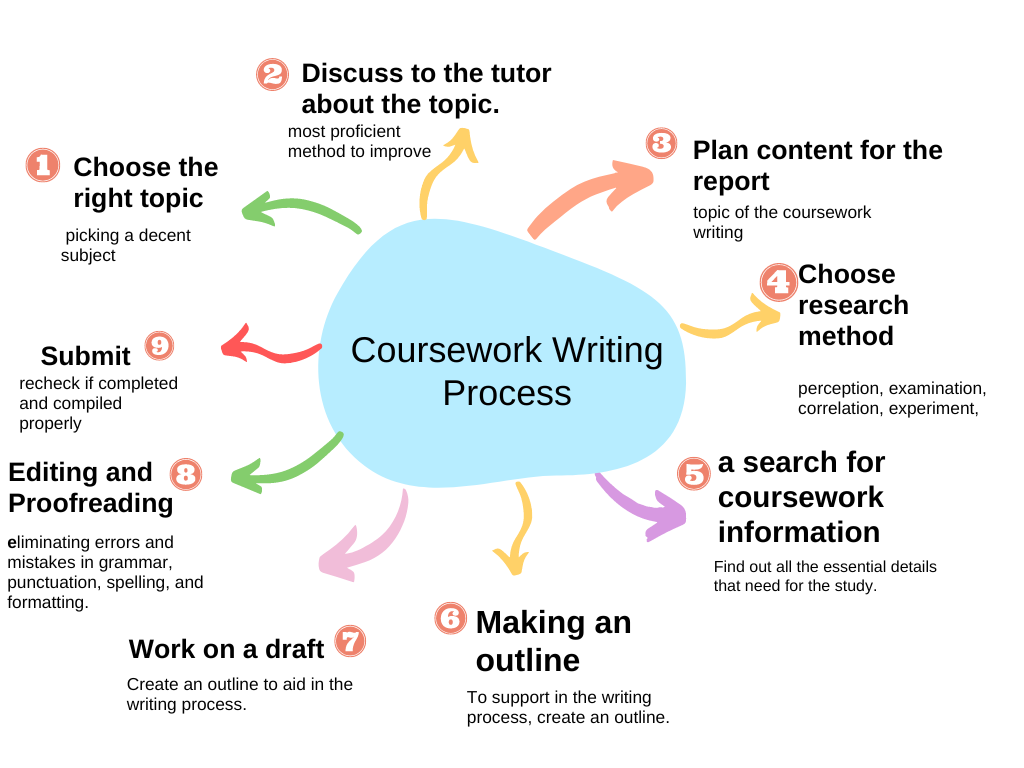 Coursework Writing
Process
1
Choose the
right topic
picking a decent
subject
2
Discuss to the tutor
about the topic.
most proficient
method to improve
3
Plan content for the
report
topic of the coursework
writing
4
Choose
research
method
perception, examination,
correlation, experiment,
5
a search for
coursework
information
Find out all the essential details
that need for the study.
6
Making an
outline
To support in the writing
process, create an outline.
7
Work on a draft
Create an outline to aid in the
writing process.
8
Editing and
Proofreading
eliminating errors and
mistakes in grammar,
punctuation, spelling, and
formatting.
9
Submit
recheck if completed
and compiled
properly